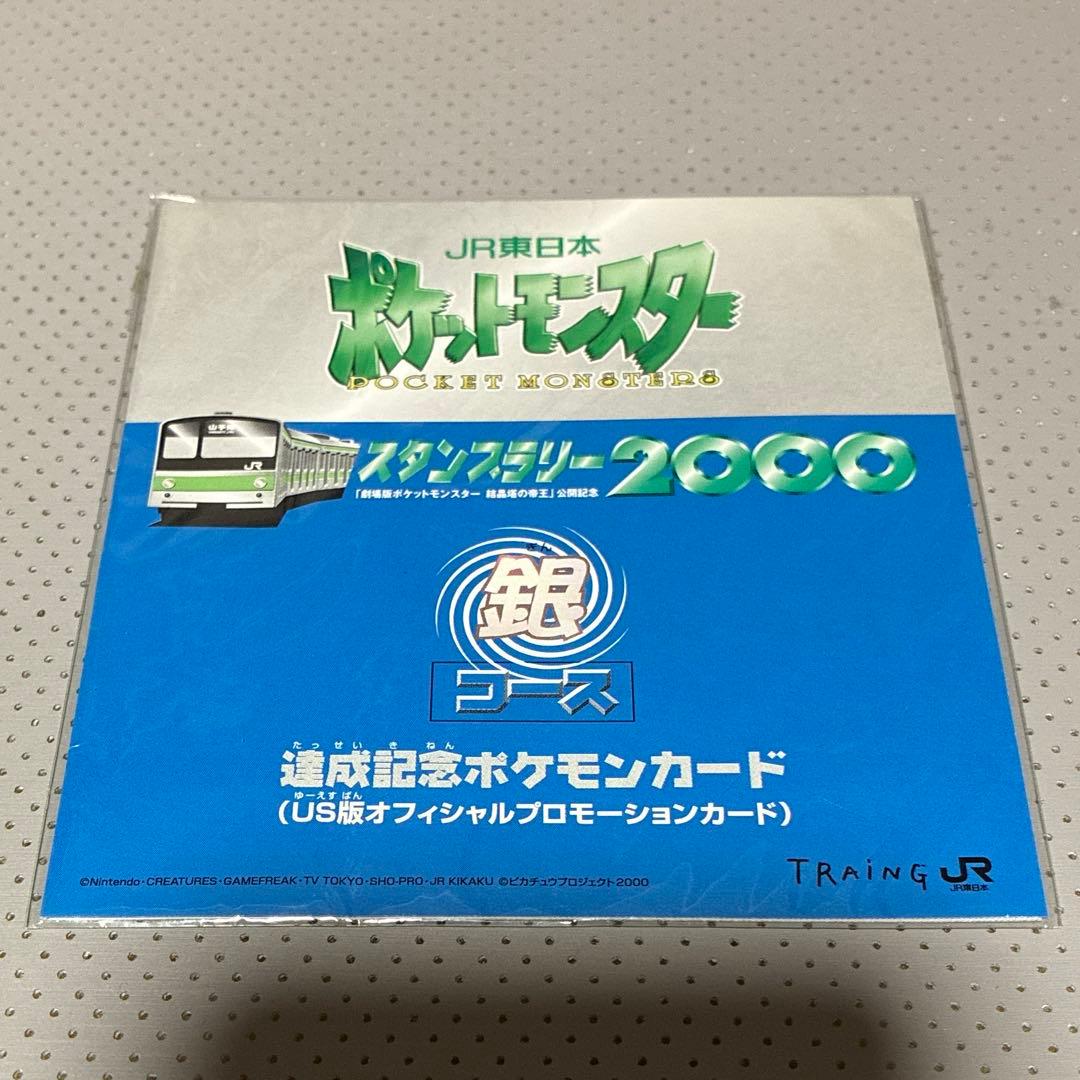 JR東日本
ポケットモンスター
POCKET MONSTERS
山手線
JR
スタンプラリー2000
「劇場版ポケットモンスター 結晶塔の帝王」公開記念
ぎん
銀
コース
たっせいきねん
達成記念ポケモンカード
ゆーえすばん
(US版オフィシャルプロモーションカード)
TRAiNG JR
JR東日本
©Nintendo・CREATURES・GAMEFREAK・TV TOKYO・SHO-PRO・JR KIKAKU ©ピカチュウプロジェクト2000